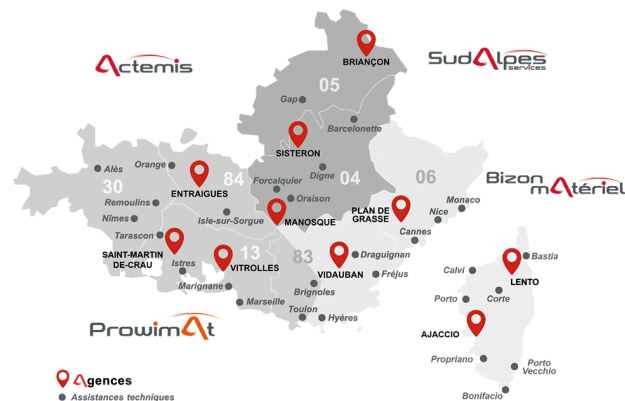 Actemis
SudAlpes
services
BRIANÇON
05
Gap
Barcelonette
SISTERON
Orange
Alès
30
ENTRAIGUES
84
Forcalquier
Digne
04
06
Oraison
Bizon
matériel
Remoulins
Nîmes
Isle-sur-Sorgue
MANOSQUE
PLAN DE
GRASSE
Monaco
Nice
Cannes
Tarascon
SAINT-MARTIN
DE-CRAU
Istres
13
VITROLLES
83
VIDAUBAN
Draguignan
Fréjus
Marignane
Marseille
Brignoles
Toulon
Hyères
Bastia
Calvi
LENTO
Corte
Porto
AJACCIO
Propriano
Porto
Vecchio
Bonifacio
ProwimAt
Agences
Assistances techniques